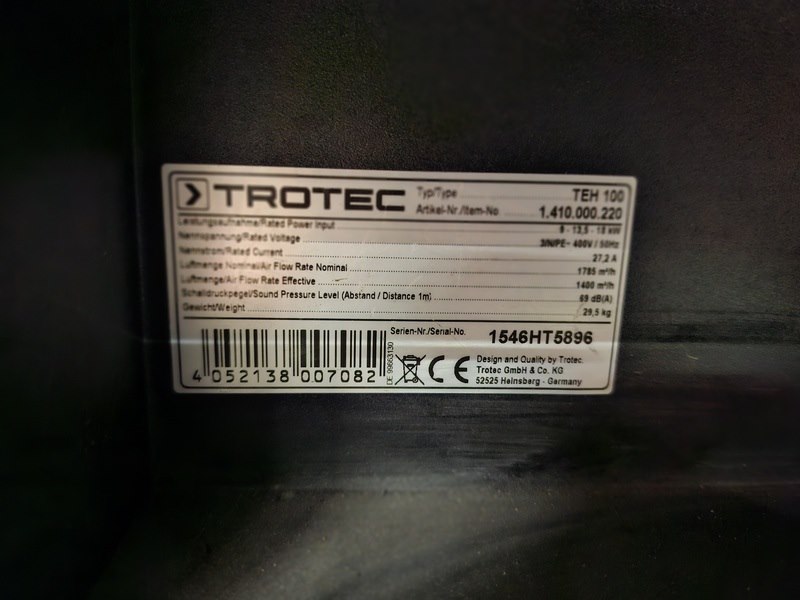 TROTEC
Typ/Type TEH 100
Artikel-Nr./Item-No 1.410.000.220
Leistungsaufnahme/Rated Power Input 9 - 13,5 - 18 kW
Nennspannung/Rated Voltage 3/N/PE~ 400V / 50Hz
Nennstrom/Rated Current 27,2 A
Luftmenge Nominal/Air Flow Rate Nominal 1785 m³/h
Luftmenge/Air Flow Rate Effective 1400 m³/h
Schalldruckpegel/Sound Pressure Level (Abstand / Distance 1m) 69 dB(A)
Gewicht/Weight 29,5 kg
Serien-Nr./Serial-No. 1546HT5896
4 052138 007082
DE 99663130
CE
Design and Quality by Trotec.
Trotec GmbH & Co. KG
52525 Heinsberg - Germany